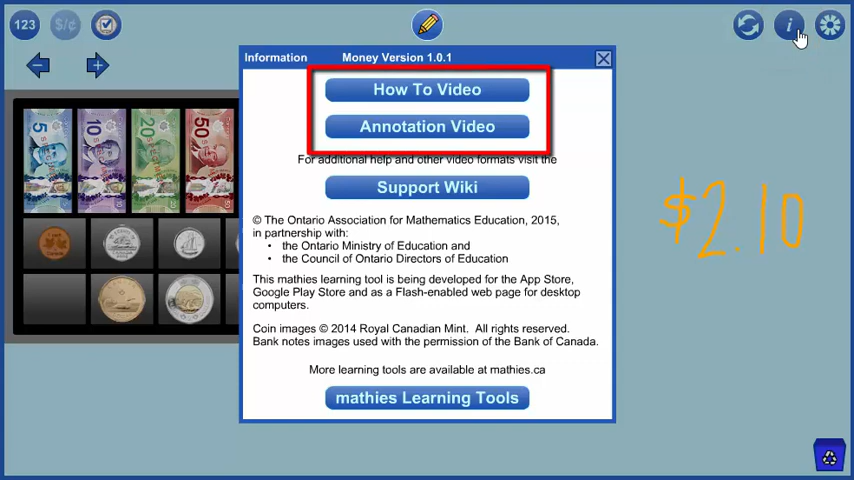 123 $/¢
Information Money Version 1.0.1
How To Video
Annotation Video
For additional help and other video formats visit the
Support Wiki
© The Ontario Association for Mathematics Education, 2015,
in partnership with:
• the Ontario Ministry of Education and
• the Council of Ontario Directors of Education
This mathies learning tool is being developed for the App Store,
Google Play Store and as a Flash-enabled web page for desktop
computers.
Coin images © 2014 Royal Canadian Mint. All rights reserved.
Bank notes images used with the permission of the Bank of Canada.
More learning tools are available at mathies.ca
mathies Learning Tools
5 10 20 50
$2.10